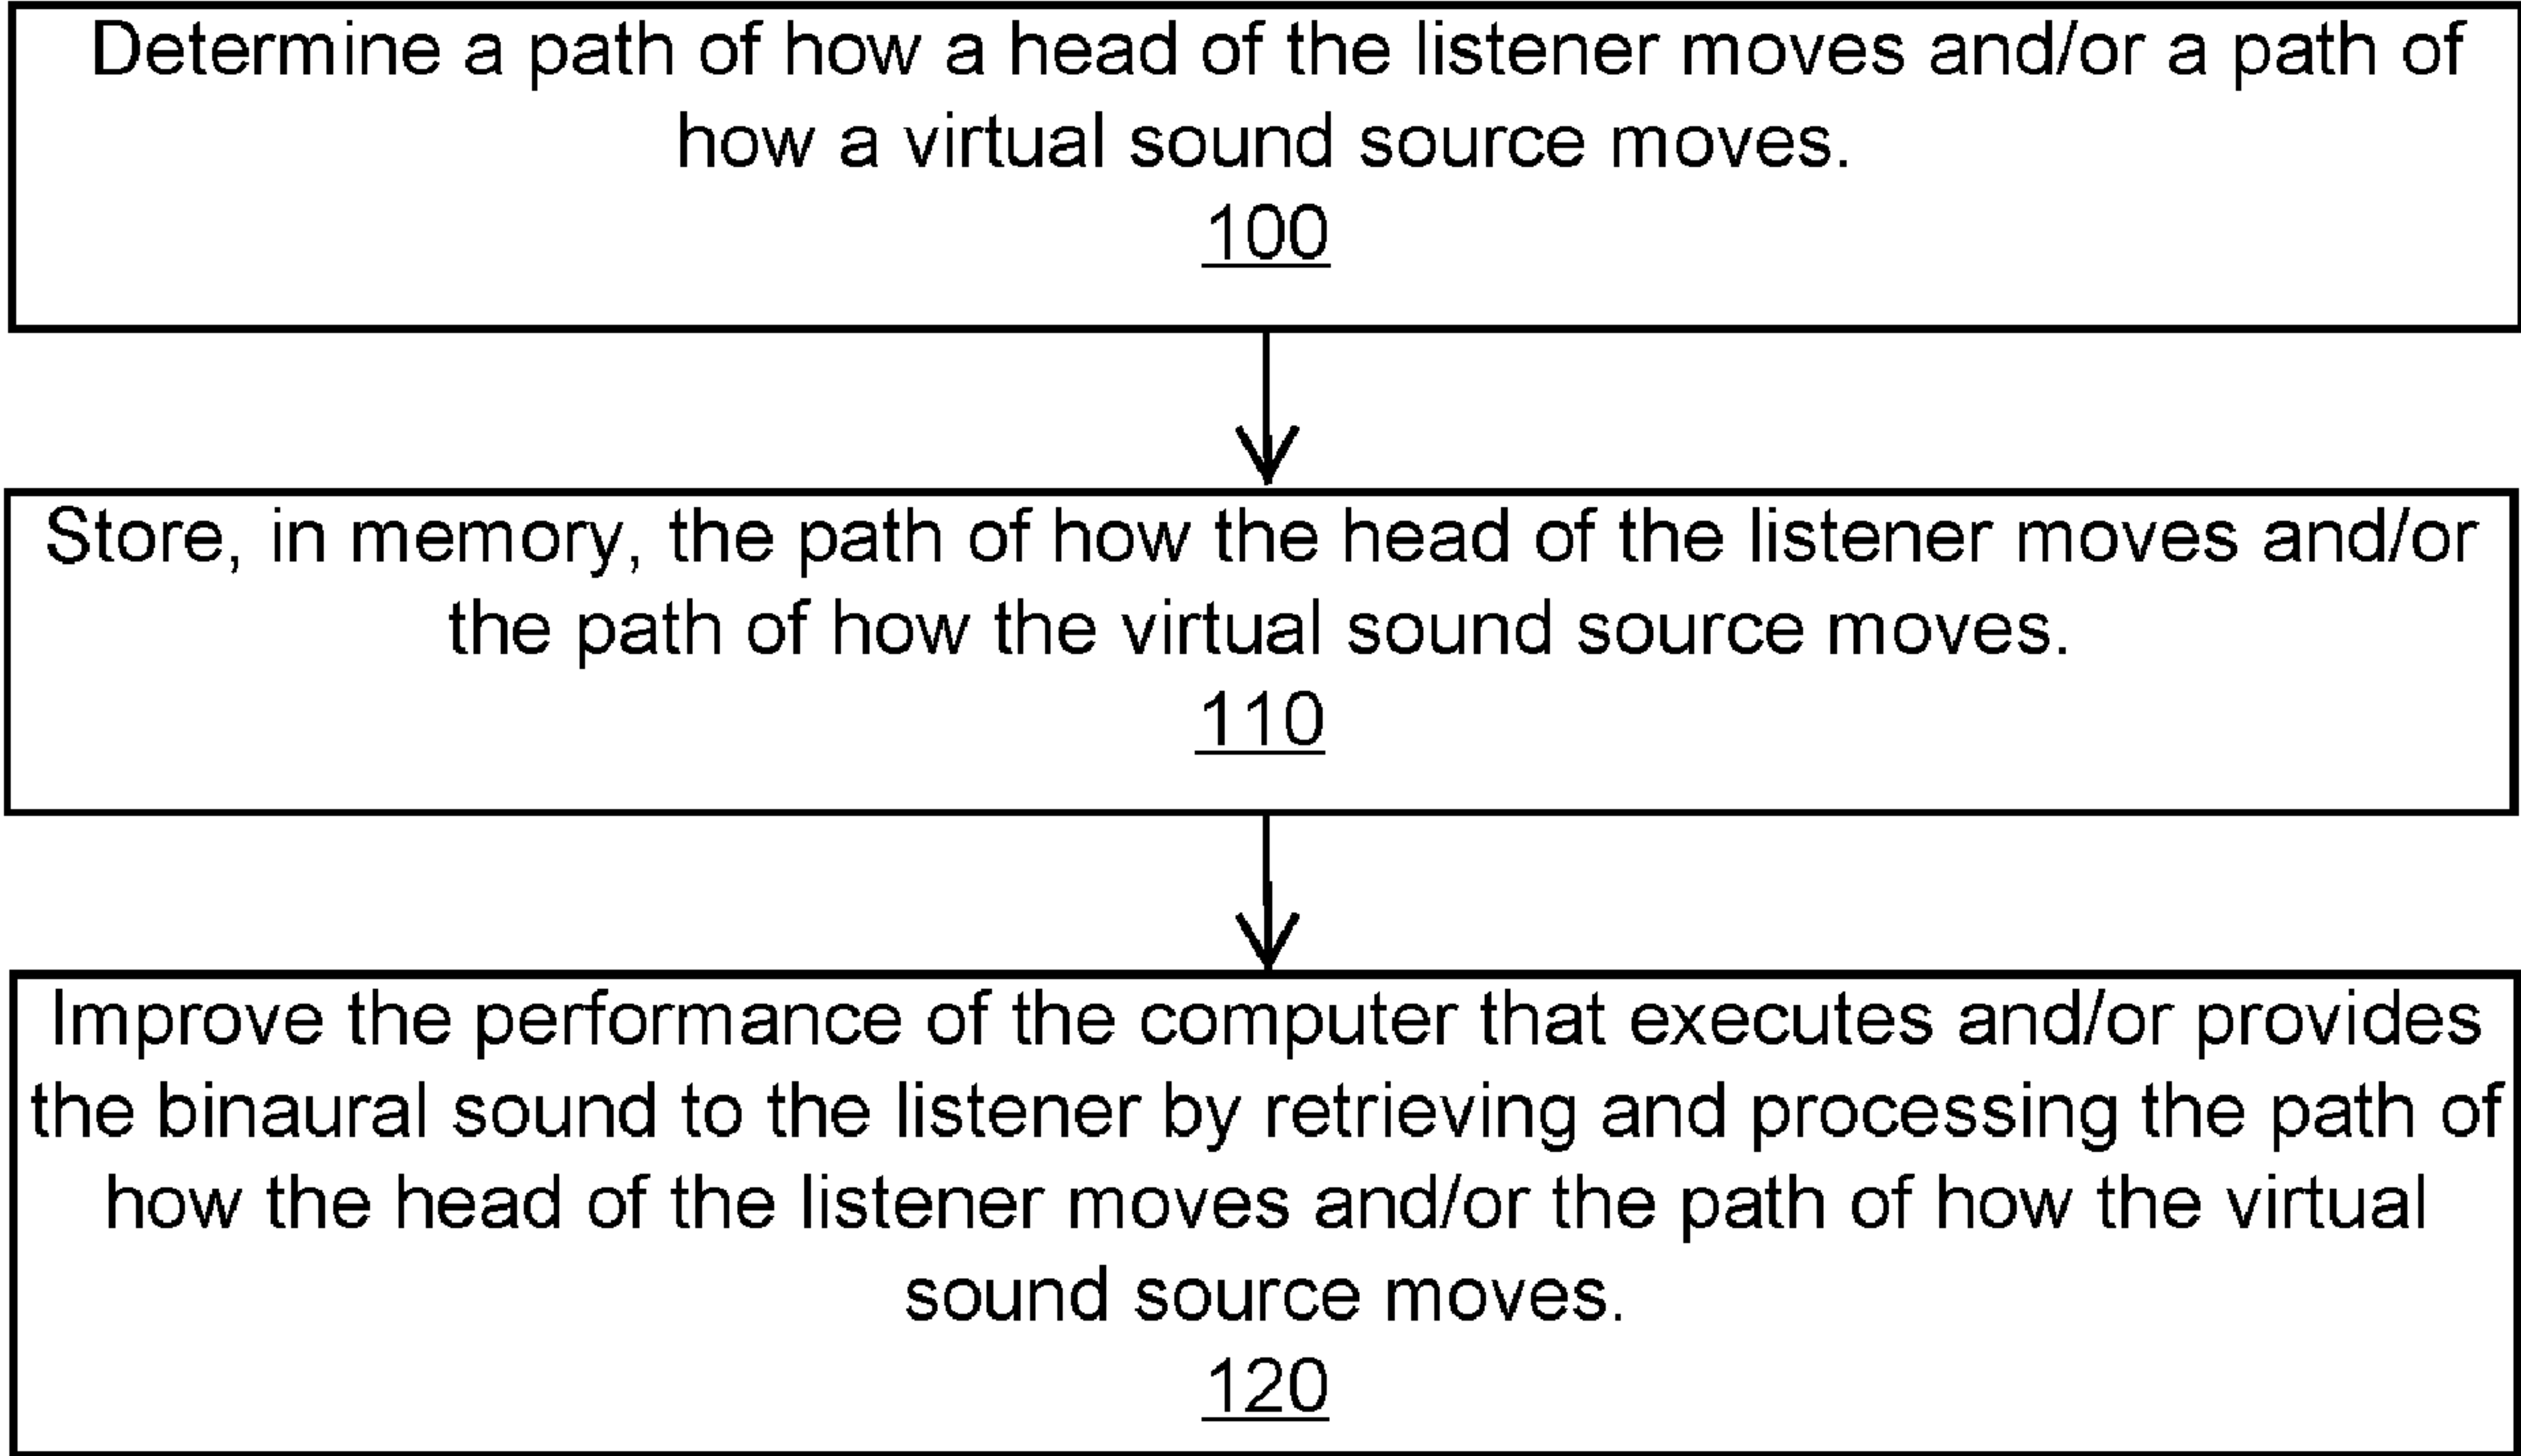 Determine a path of how a head of the listener moves and/or a path of
how a virtual sound source moves.
100
Store, in memory, the path of how the head of the listener moves and/or
the path of how the virtual sound source moves.
110
Improve the performance of the computer that executes and/or provides
the binaural sound to the listener by retrieving and processing the path of
how the head of the listener moves and/or the path of how the virtual
sound source moves.
120